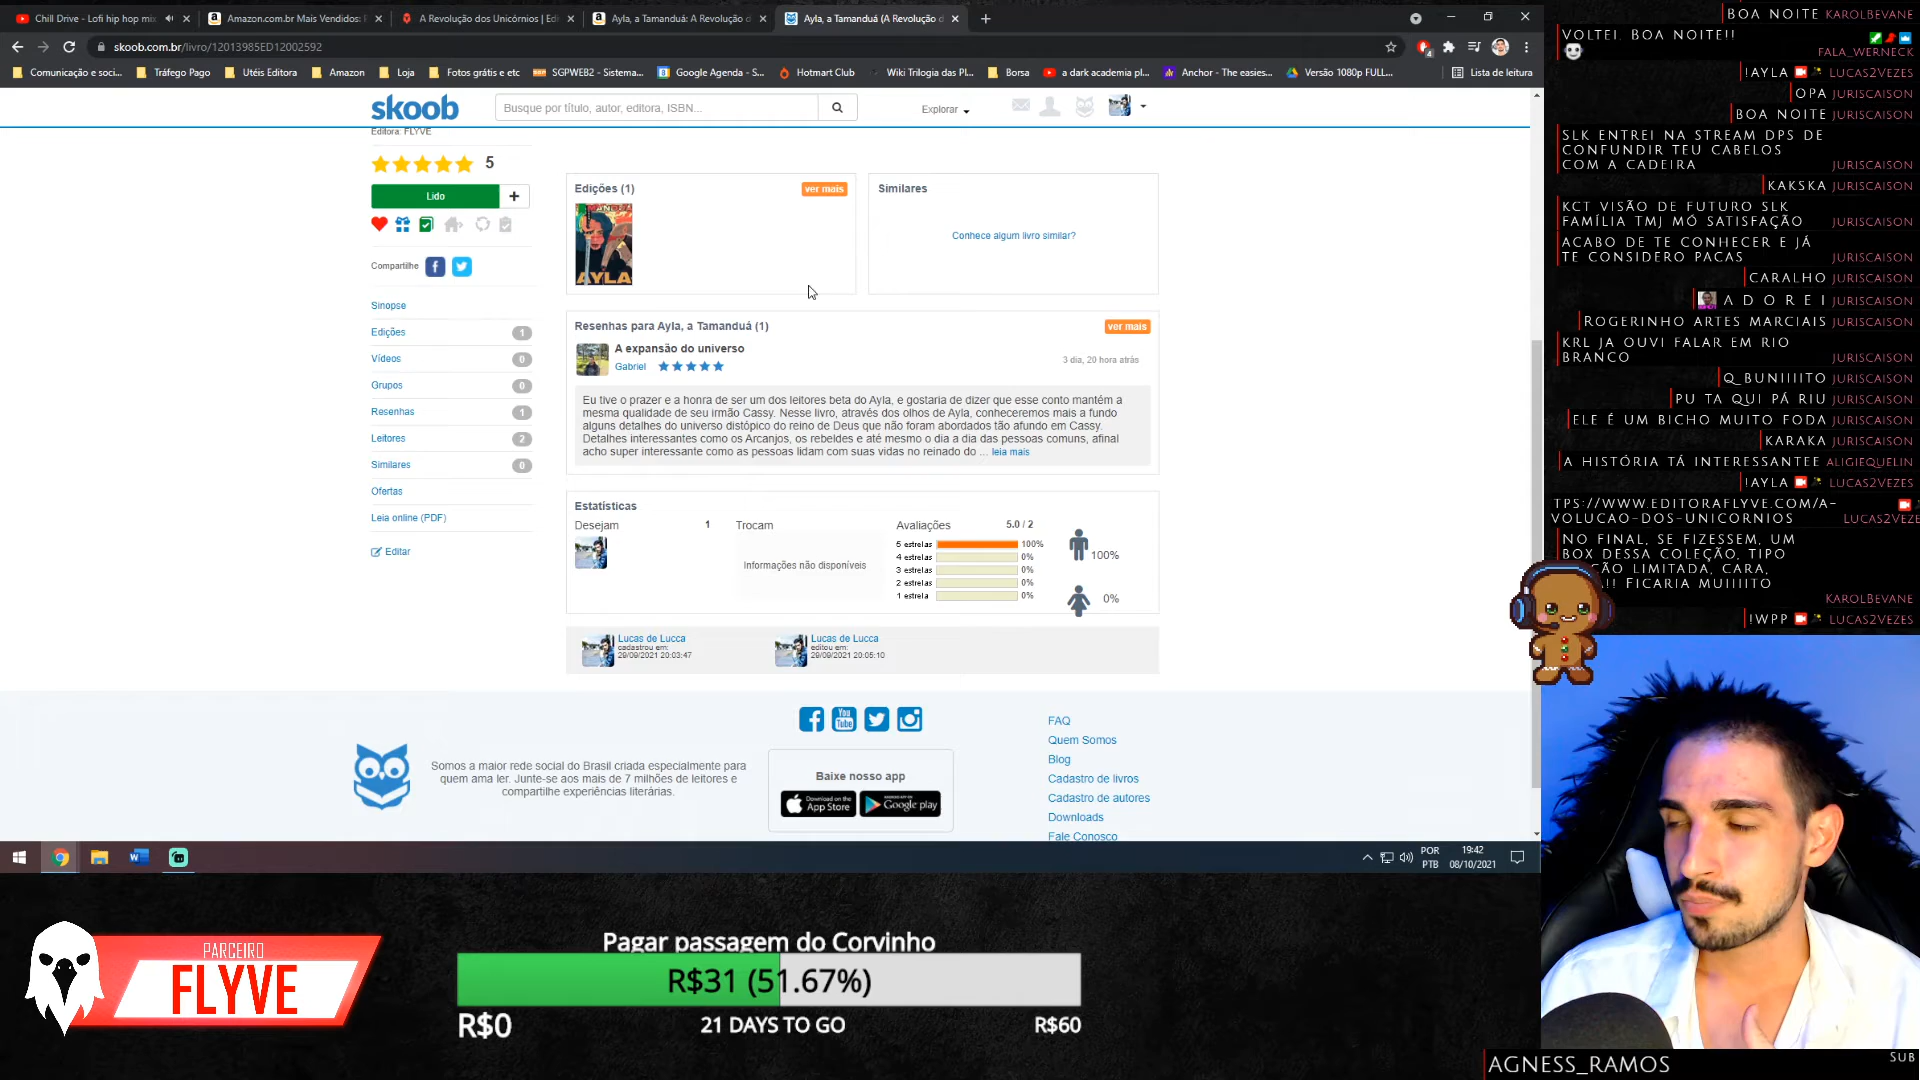 Chill Drive - Lofi hip hop mix
Amazon.com.br Mais Vendidos:
A Revolução dos Unicórnios | Edi
Ayla, a Tamanduá: A Revolução d
Ayla, a Tamanduá (A Revolução d
skoob.com.br/livro/12013985ED12002592
Comunicação e soci...
Tráfego Pago
Utéis Editora
Amazon
Loja
Fotos grátis e etc
SGPWEB2 - Sistema...
Google Agenda - S...
Hotmart Club
Wiki Trilogia das Pl...
Borsa
a dark academia pl...
Anchor - The easies...
Versão 1080p FULL...
Lista de leitura
skoob
Busque por título, autor, editora, ISBN...
Explorar
Editora: FLYVE
5
Lido
+
Compartilhe
Sinopse
Edições 1
Vídeos 0
Grupos 0
Resenhas 1
Leitores 2
Similares 0
Ofertas
Leia online (PDF)
Editar
Edições (1)
ver mais
AYLA
Similares
Conhece algum livro similar?
Resenhas para Ayla, a Tamanduá (1)
ver mais
A expansão do universo
Gabriel
3 dia, 20 hora atrás
Eu tive o prazer e a honra de ser um dos leitores beta do Ayla, e gostaria de dizer que esse conto mantém a
mesma qualidade de seu irmão Cassy. Nesse livro, através dos olhos de Ayla, conheceremos mais a fundo
alguns detalhes do universo distópico do reino de Deus que não foram abordados tão afundo em Cassy.
Detalhes interessantes como os Arcanjos, os rebeldes e até mesmo o dia a dia das pessoas comuns, afinal
acho super interessante como as pessoas lidam com suas vidas no reinado do ... leia mais
Estatísticas
Desejam 1
Trocam
Informações não disponíveis
Avaliações 5.0 / 2
5 estrelas 100%
4 estrelas 0%
3 estrelas 0%
2 estrelas 0%
1 estrela 0%
100%
0%
Lucas de Lucca
cadastrou em:
29/09/2021 20:03:47
Lucas de Lucca
editou em:
29/09/2021 20:05:10
Somos a maior rede social do Brasil criada especialmente para
quem ama ler. Junte-se aos mais de 7 milhões de leitores e
compartilhe experiências literárias.
You
Tube
Baixe nosso app
Download on the
App Store
Google play
FAQ
Quem Somos
Blog
Cadastro de livros
Cadastro de autores
Downloads
Fale Conosco
POR
PTB
19:42
08/10/2021
BOA NOITE KAROLBEVANE
VOLTEI. BOA NOITE!!
FALA_WERNECK
!AYLA LUCAS2VEZES
OPA JURISCAISON
BOA NOITE JURISCAISON
SLK ENTREI NA STREAM DPS DE
CONFUNDIR TEU CABELOS
COM A CADEIRA JURISCAISON
KAKSKA JURISCAISON
KCT VISÃO DE FUTURO SLK
FAMÍLIA TMJ MÓ SATISFAÇÃO JURISCAISON
ACABO DE TE CONHECER E JÁ
TE CONSIDERO PACAS JURISCAISON
CARALHO JURISCAISON
A D O R E I JURISCAISON
ROGERINHO ARTES MARCIAIS JURISCAISON
KRL JA OUVI FALAR EM RIO
BRANCO JURISCAISON
Q_BUNIIIITO JURISCAISON
PU TA QUI PÁ RIU JURISCAISON
ELE É UM BICHO MUITO FODA JURISCAISON
KARAKA JURISCAISON
A HISTÓRIA TÁ INTERESSANTEE ALIGIEQUELIN
!AYLA LUCAS2VEZES
TPS://WWW.EDITORAFLYVE.COM/A-
VOLUCAO-DOS-UNICORNIOS LUCAS2VEZE
NO FINAL, SE FIZESSEM, UM
BOX DESSA COLEÇÃO, TIPO
ÇÃO LIMITADA, CARA,
!! FICARIA MUIIIITO
KAROLBEVANE
!WPP LUCAS2VEZES
PARCEIRO
FLYVE
Pagar passagem do Corvinho
R$31 (51.67%)
R$0
21 DAYS TO GO
R$60
AGNESS_RAMOS
SUB